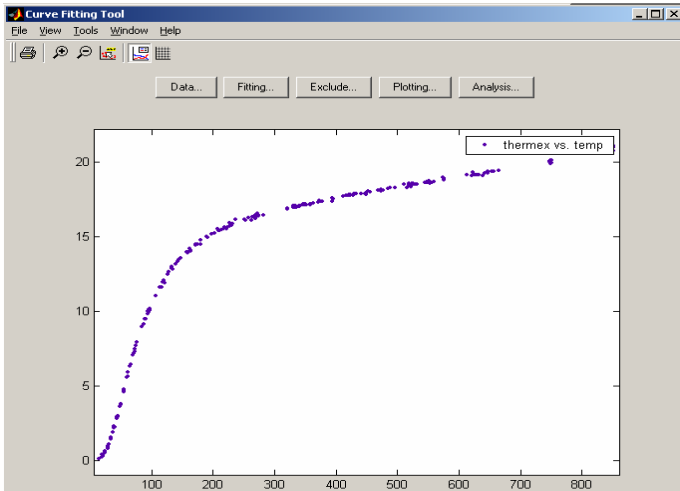 Curve Fitting Tool
File View Tools Window Help
Data... Fitting... Exclude... Plotting... Analysis...
thermex vs. temp
20
15
10
5
0
100 200 300 400 500 600 700 800